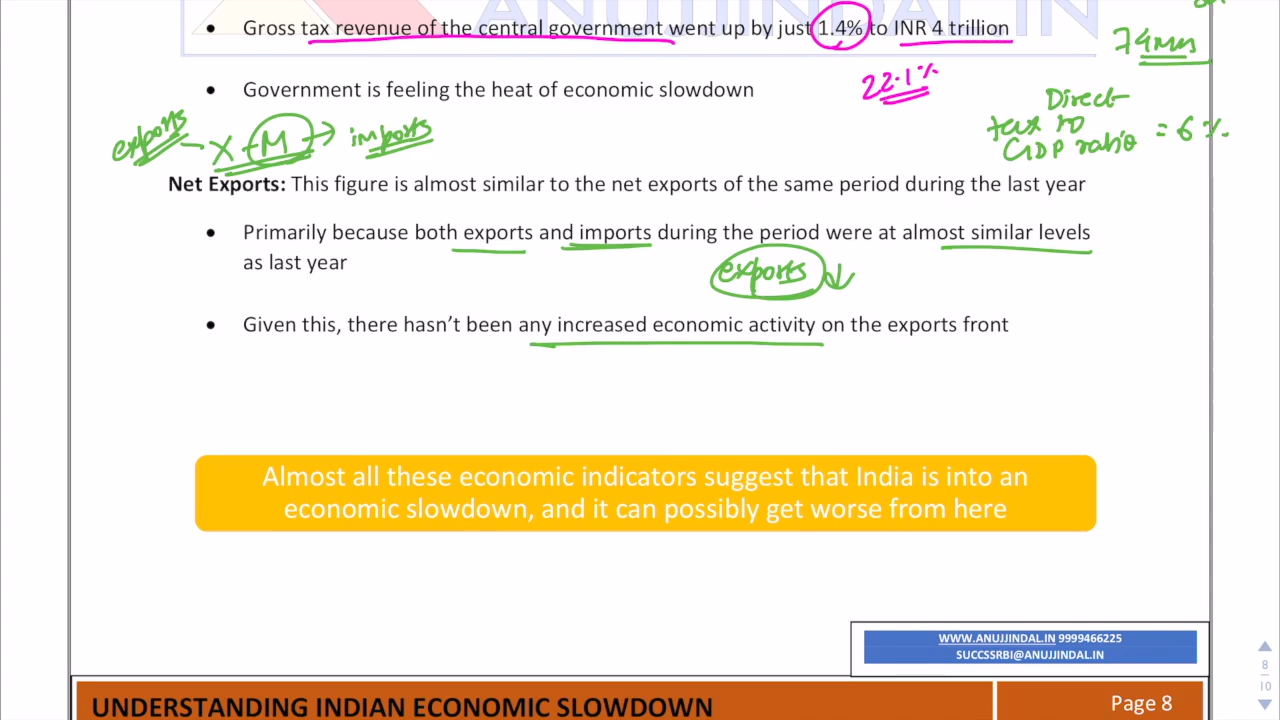 ANUJJINDAL.IN
• Gross tax revenue of the central government went up by just 1.4% to INR 4 trillion
74mn
22.1%
• Government is feeling the heat of economic slowdown
Direct
tax to
GDP ratio = 6%
exports - X - M → imports
Net Exports: This figure is almost similar to the net exports of the same period during the last year
• Primarily because both exports and imports during the period were at almost similar levels
as last year
exports ↓
• Given this, there hasn't been any increased economic activity on the exports front
Almost all these economic indicators suggest that India is into an
economic slowdown, and it can possibly get worse from here
WWW.ANUJJINDAL.IN 9999466225
SUCCSSRBI@ANUJJINDAL.IN
8
10
UNDERSTANDING INDIAN ECONOMIC SLOWDOWN
Page 8